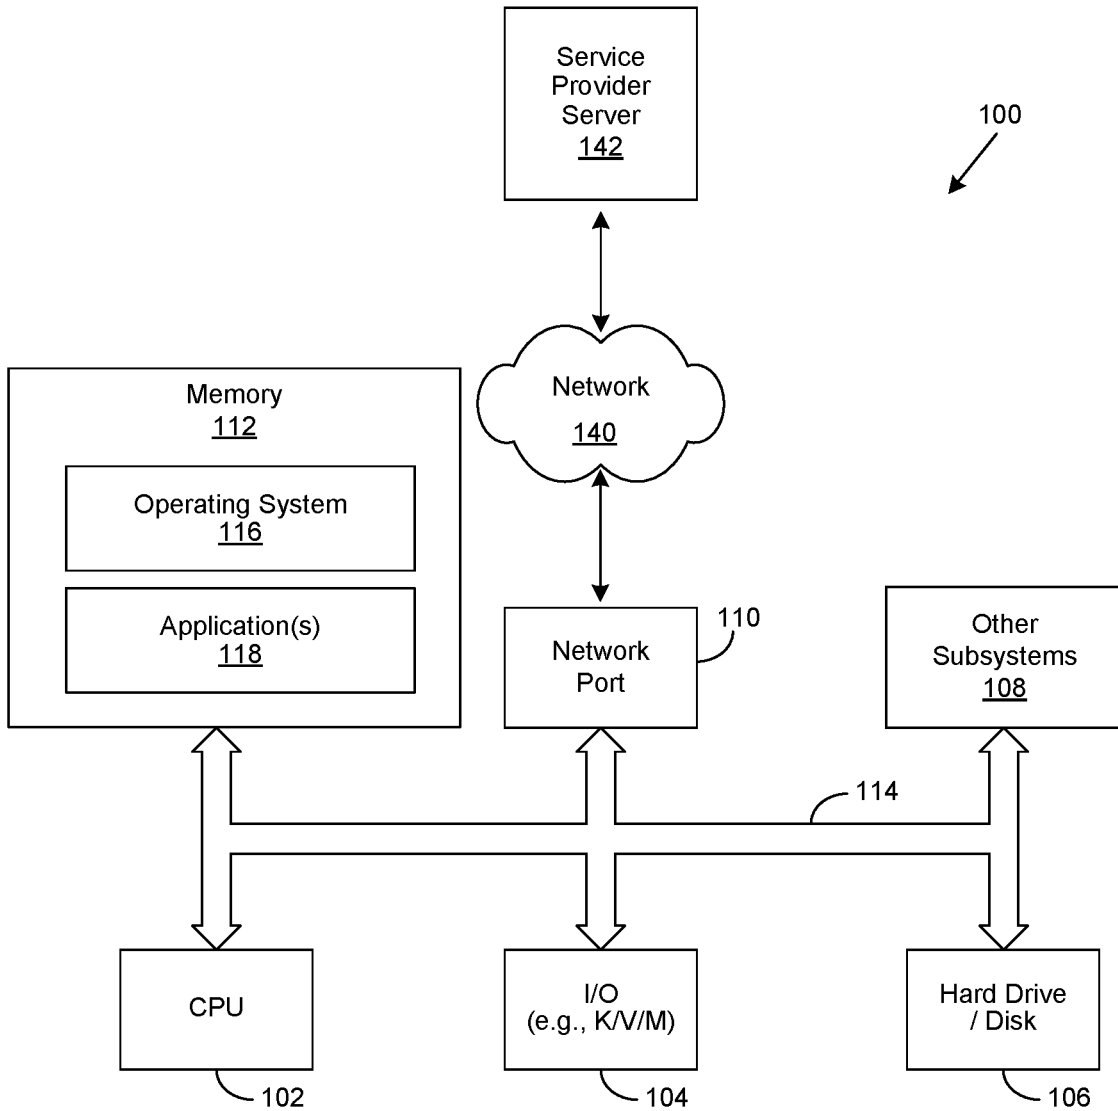 Service
Provider
Server
142
100
Network
140
Memory
112
Operating System
116
Application(s)
118
110
Network
Port
Other
Subsystems
108
114
CPU
I/O
(e.g., K/V/M)
Hard Drive
/ Disk
102
104
106